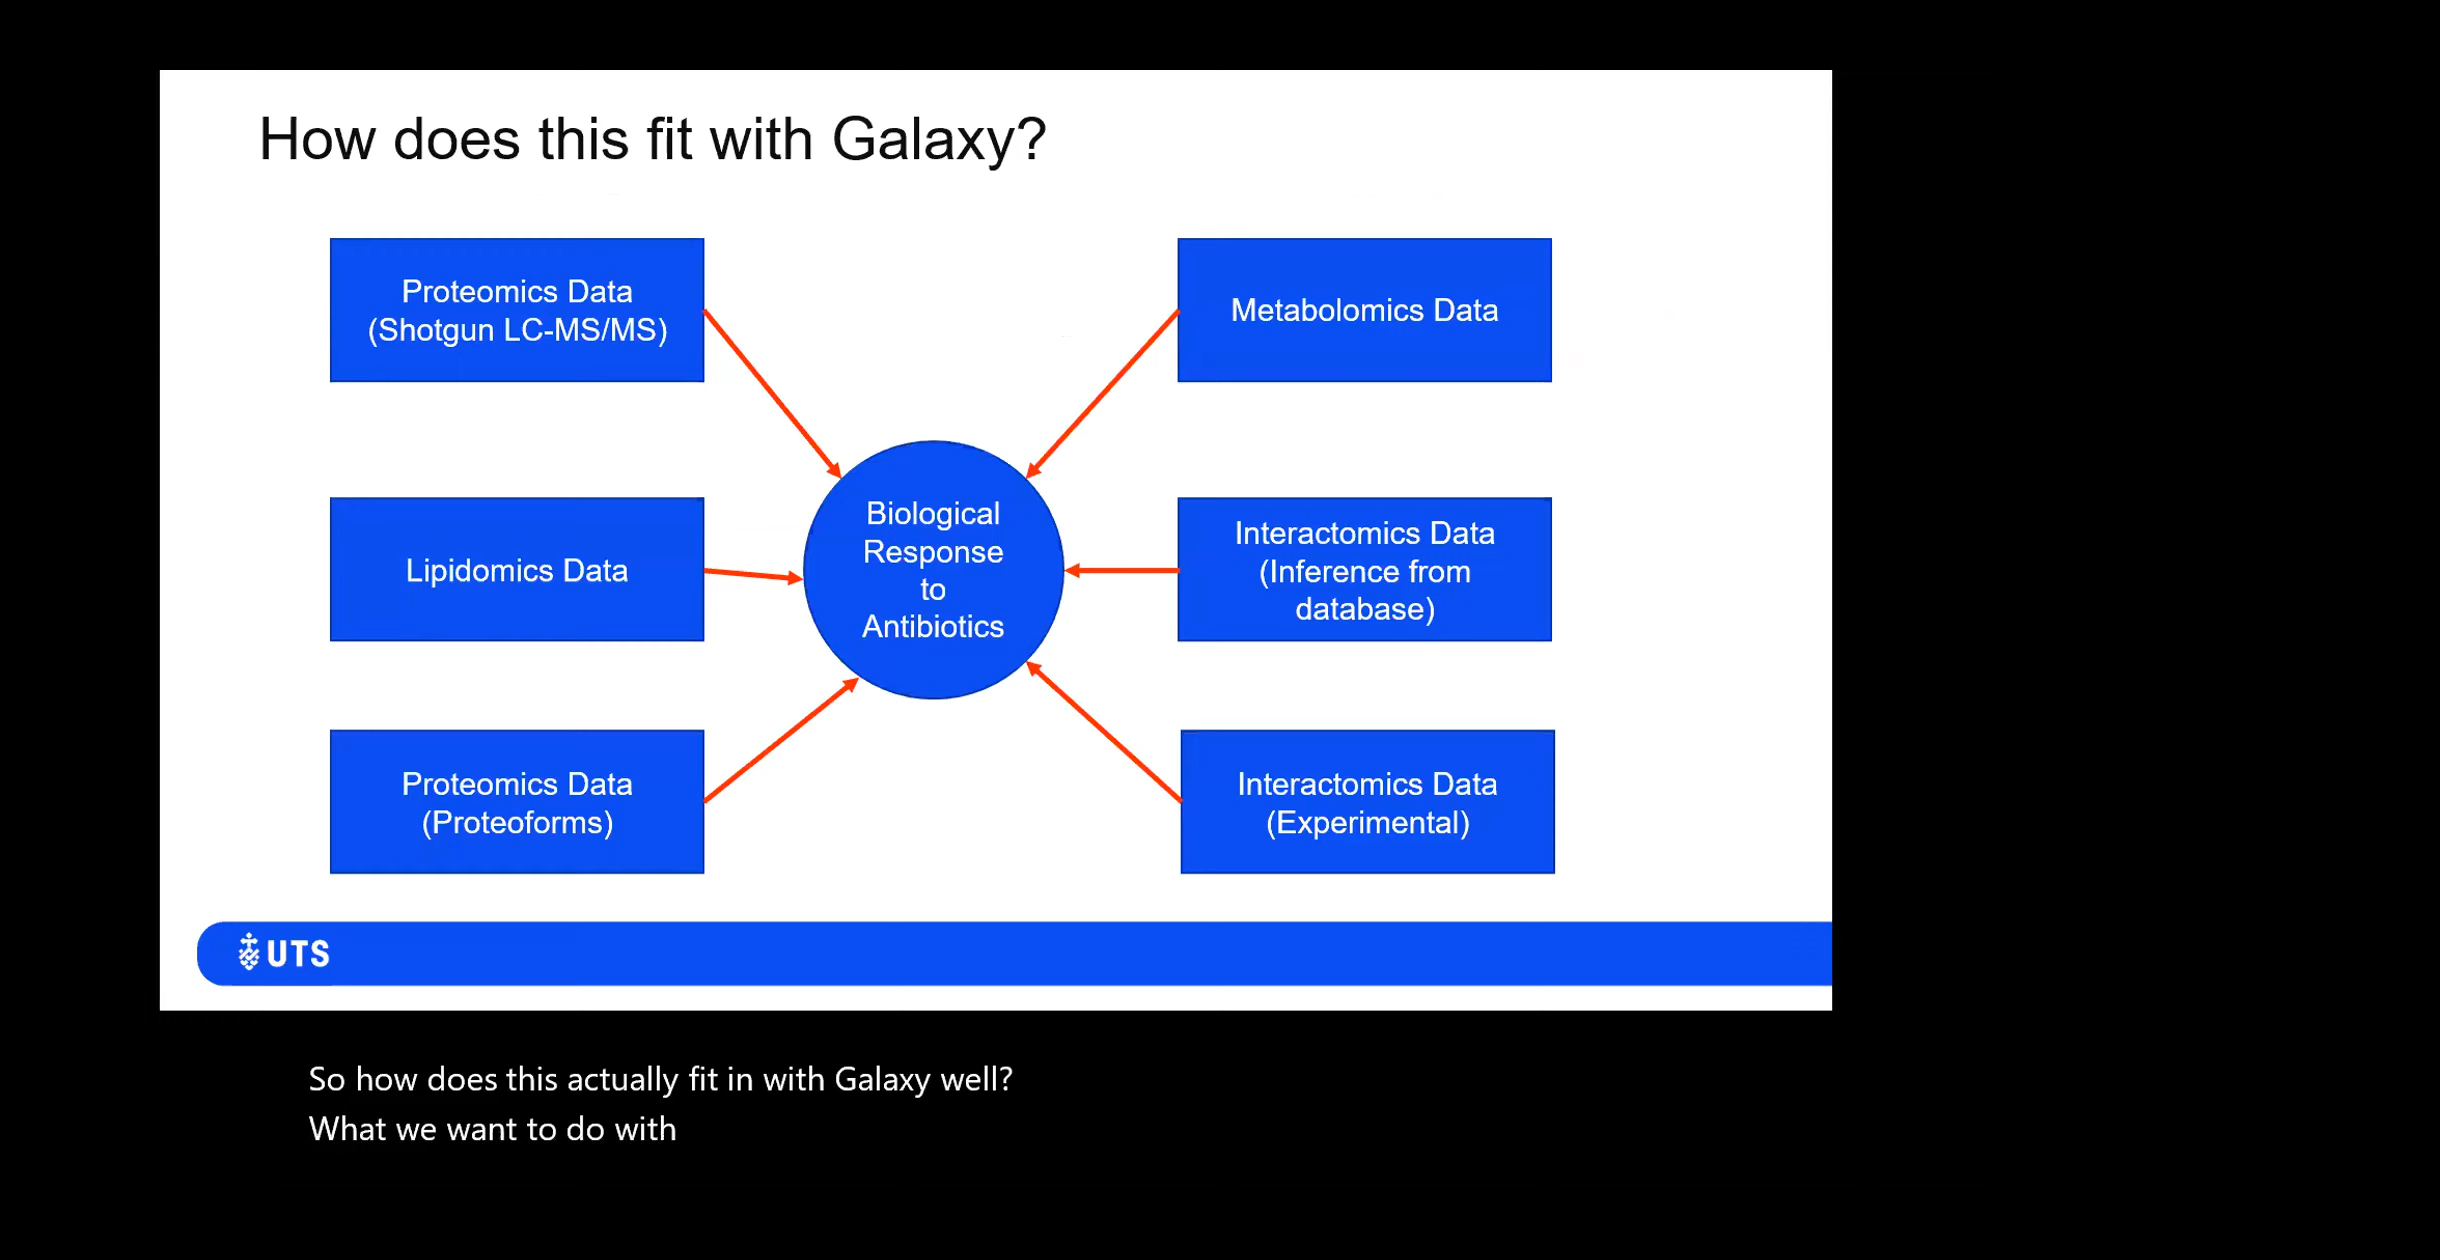 How does this fit with Galaxy?
Proteomics Data
(Shotgun LC-MS/MS)
Metabolomics Data
Lipidomics Data
Biological
Response
to
Antibiotics
Interactomics Data
(Inference from
database)
Proteomics Data
(Proteoforms)
Interactomics Data
(Experimental)
UTS
So how does this actually fit in with Galaxy well?
What we want to do with